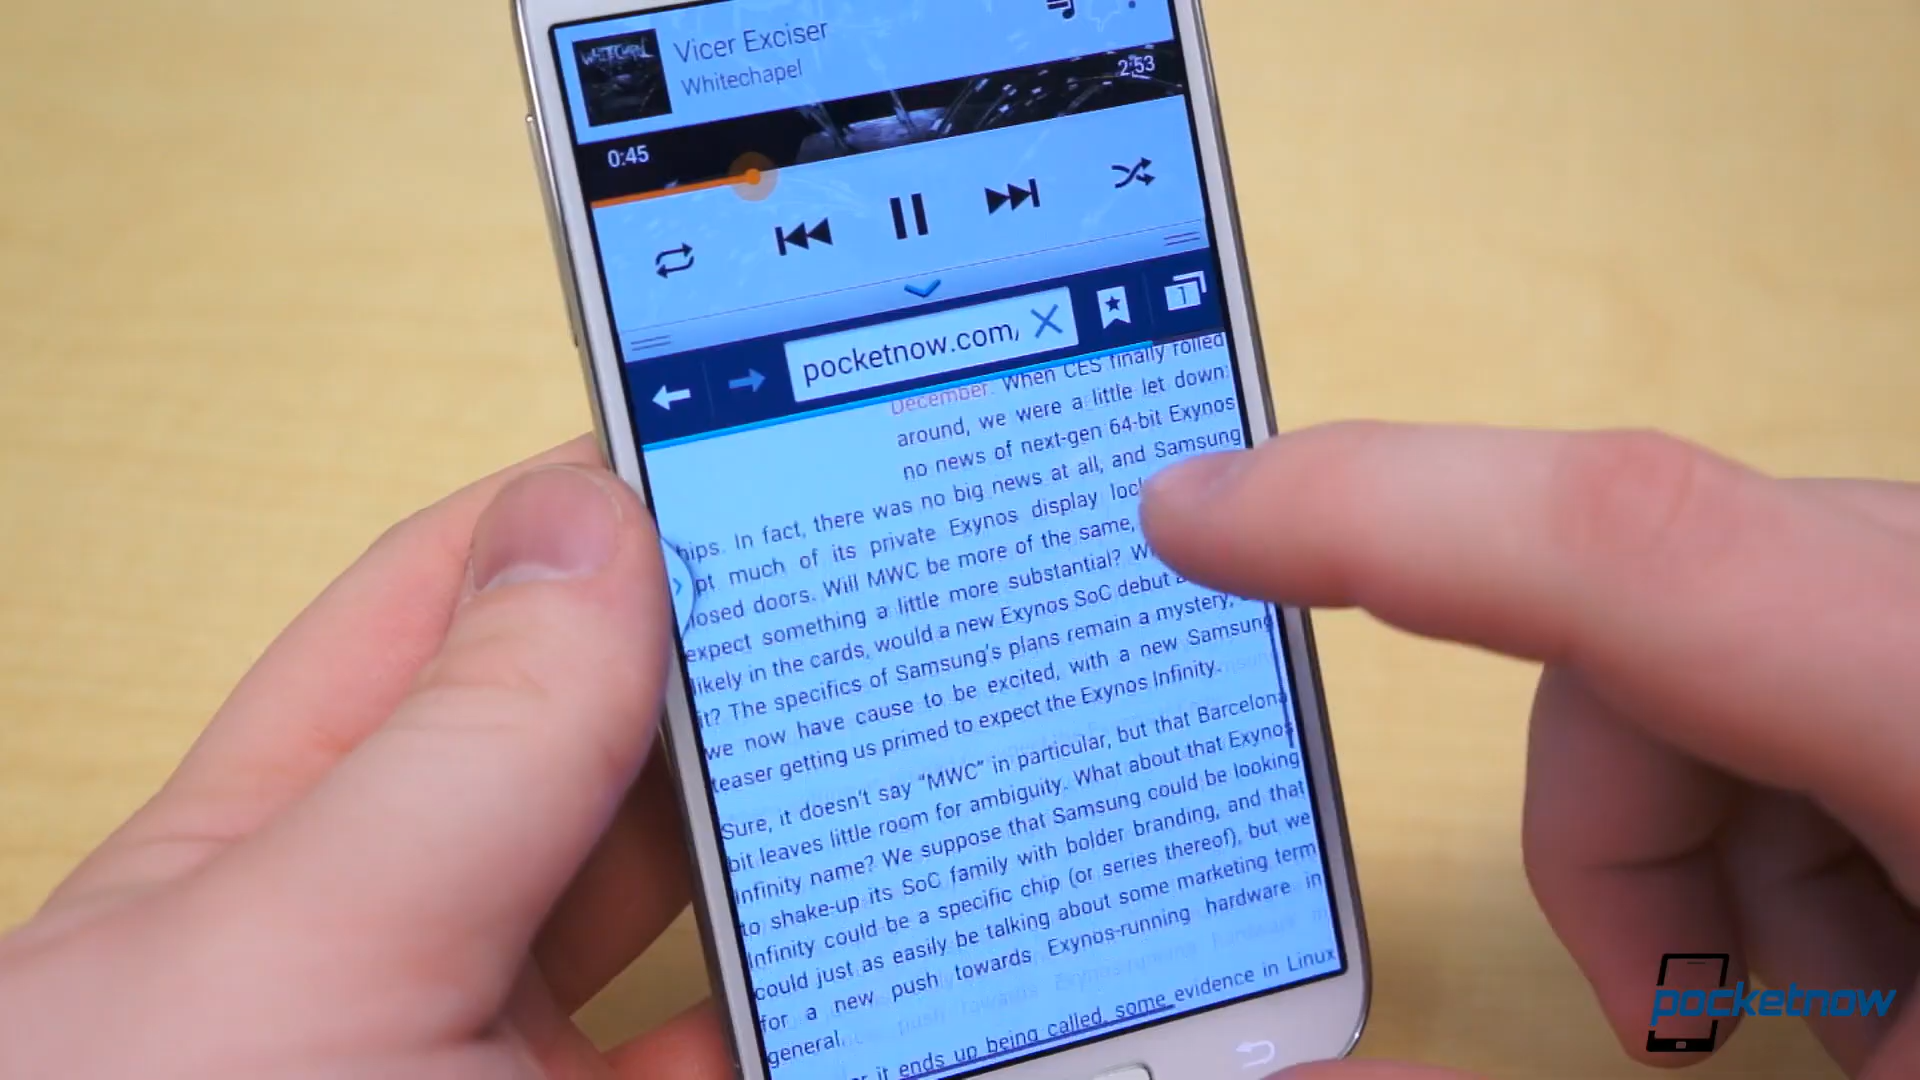 WHITECHAPEL
Vicer Exciser
Whitechapel
2:53
0:45
pocketnow.com/
1
December. When CES finally rolled
around, we were a little let down:
no news of next-gen 64-bit Exynos
hips. In fact, there was no big news at all, and Samsung
pt much of its private Exynos display loc
losed doors. Will MWC be more of the same,
expect something a little more substantial?
likely in the cards, would a new Exynos SoC debut
it? The specifics of Samsung's plans remain a mystery,
we now have cause to be excited, with a new Samsung
teaser getting us primed to expect the Exynos Infinity.
Sure, it doesn't say “MWC” in particular, but that Barcelona
bit leaves little room for ambiguity. What about that Exynos
Infinity name? We suppose that Samsung could be looking
to shake-up its SoC family with bolder branding, and that
Infinity could be a specific chip (or series thereof), but we
could just as easily be talking about some marketing term
for a new push towards Exynos-running hardware in
general.
r it ends up being called, some evidence in Linux
pocketnow